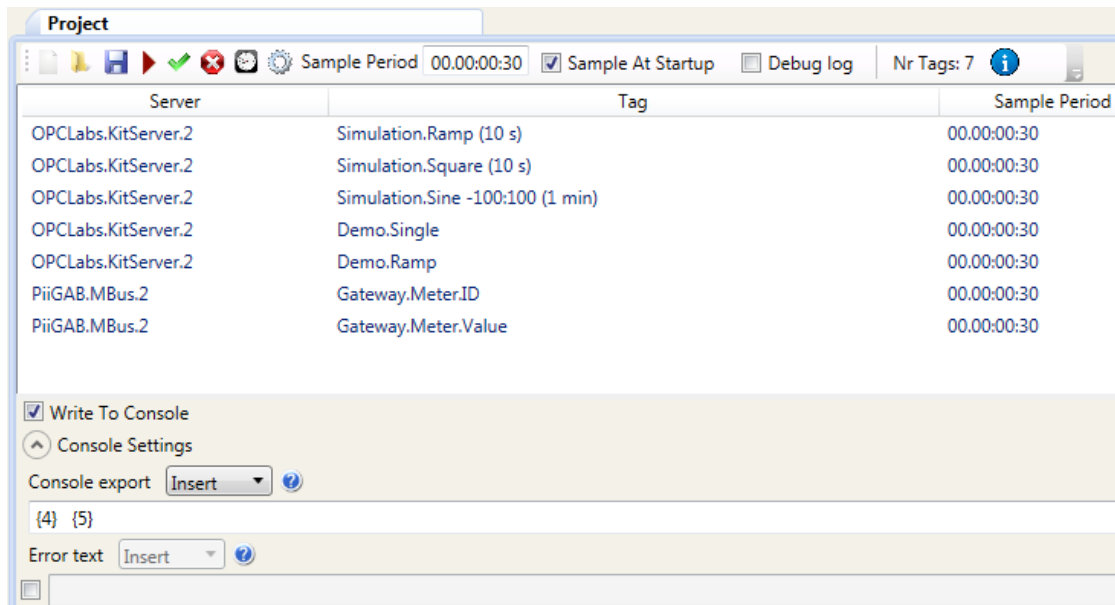 Project
Sample Period 00.00:00:30 Sample At Startup Debug log Nr Tags: 7
Server Tag Sample Period
OPCLabs.KitServer.2 Simulation.Ramp (10 s) 00.00:00:30
OPCLabs.KitServer.2 Simulation.Square (10 s) 00.00:00:30
OPCLabs.KitServer.2 Simulation.Sine -100:100 (1 min) 00.00:00:30
OPCLabs.KitServer.2 Demo.Single 00.00:00:30
OPCLabs.KitServer.2 Demo.Ramp 00.00:00:30
PiiGAB.MBus.2 Gateway.Meter.ID 00.00:00:30
PiiGAB.MBus.2 Gateway.Meter.Value 00.00:00:30
Write To Console
Console Settings
Console export Insert
{4} {5}
Error text Insert